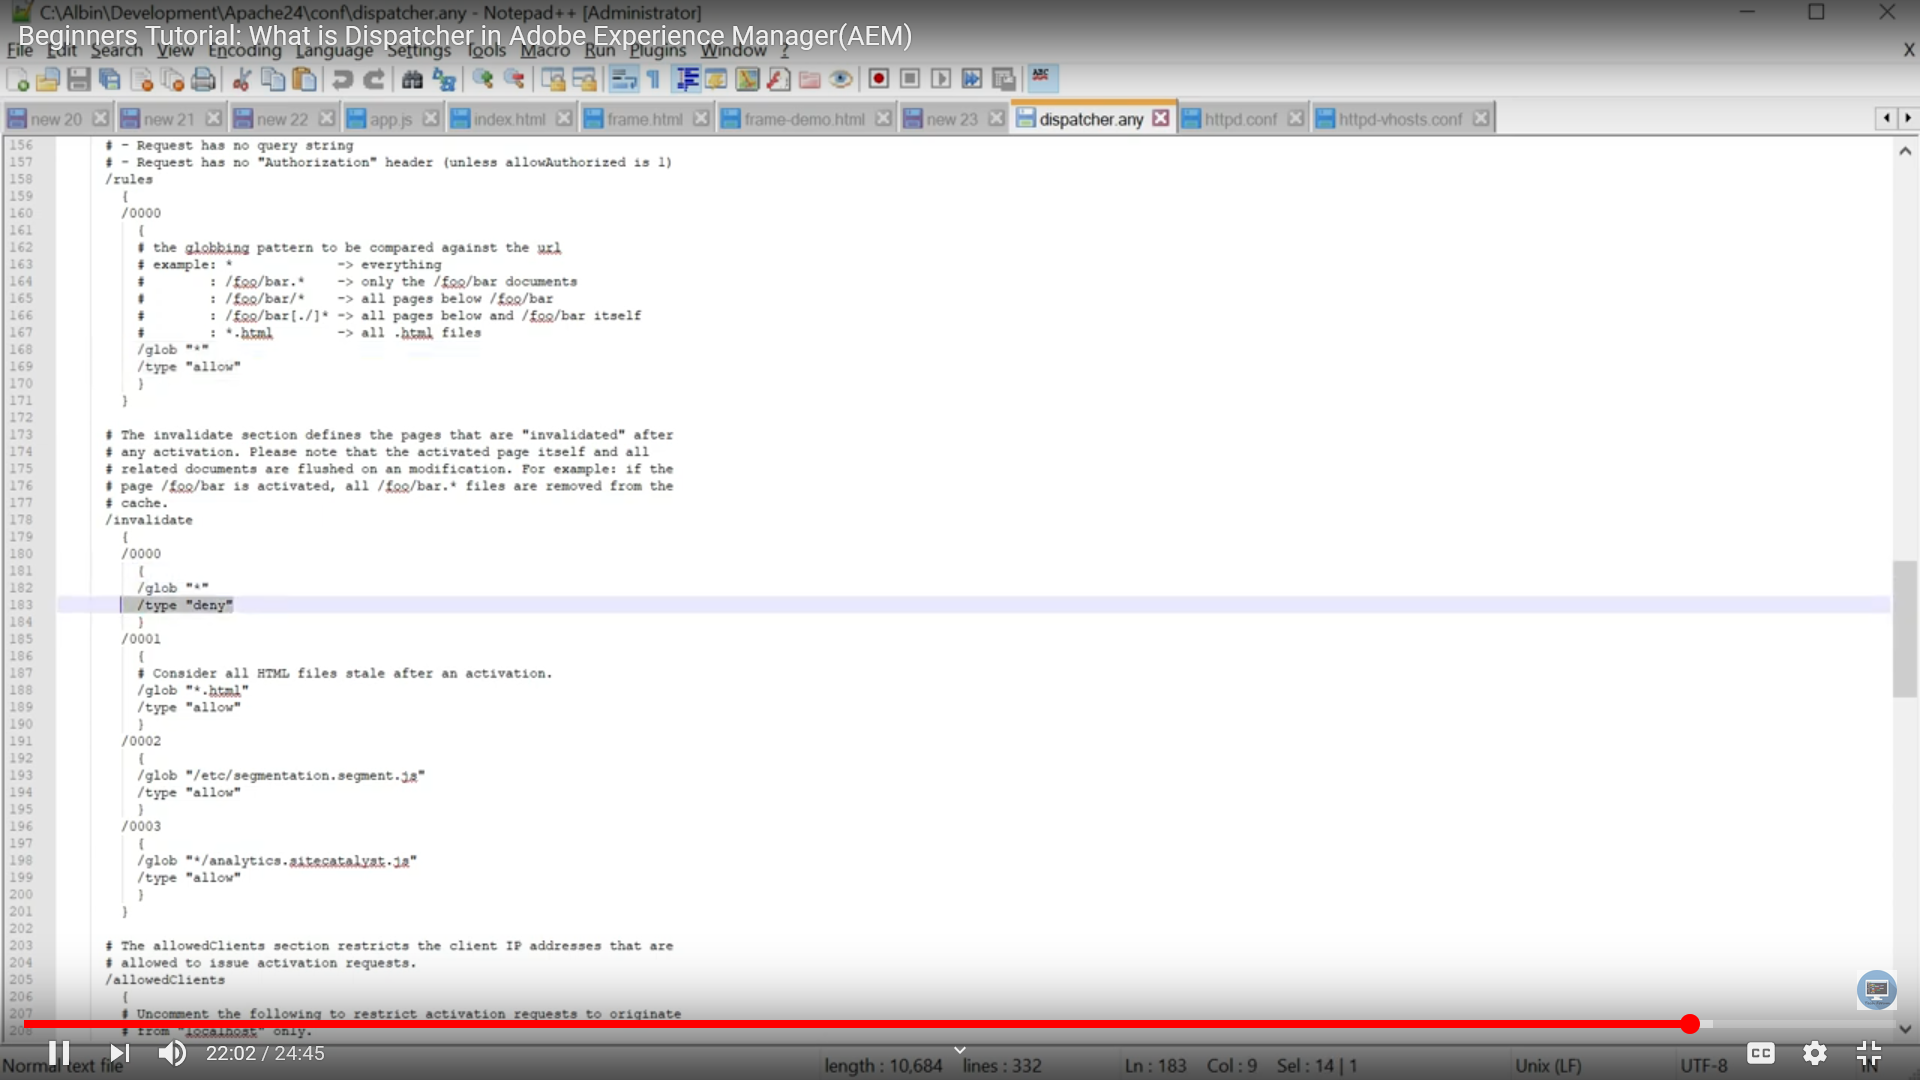 C:\Albin\Development\Apache24\conf\dispatcher.any - Notepad++ [Administrator]
Beginners Tutorial: What is Dispatcher in Adobe Experience Manager(AEM)
File Edit Search View Encoding Language Settings Tools Macro Run Plugins Window ? X
new 20 new 21 new 22 app.js index.html frame.html frame-demo.html new 23 dispatcher.any httpd.conf httpd-vhosts.conf
156 # - Request has no query string
157 # - Request has no "Authorization" header (unless allowAuthorized is 1)
158 /rules
159 {
160 /0000
161 {
162 # the globbing pattern to be compared against the url
163 # example: * -> everything
164 # : /foo/bar.* -> only the /foo/bar documents
165 # : /foo/bar/* -> all pages below /foo/bar
166 # : /foo/bar[./]* -> all pages below and /foo/bar itself
167 # : *.html -> all .html files
168 /glob "*"
169 /type "allow"
170 }
171 }
172
173 # The invalidate section defines the pages that are "invalidated" after
174 # any activation. Please note that the activated page itself and all
175 # related documents are flushed on an modification. For example: if the
176 # page /foo/bar is activated, all /foo/bar.* files are removed from the
177 # cache.
178 /invalidate
179 {
180 /0000
181 {
182 /glob "*"
183 /type "deny"
184 }
185 /0001
186 {
187 # Consider all HTML files stale after an activation.
188 /glob "*.html"
189 /type "allow"
190 }
191 /0002
192 {
193 /glob "/etc/segmentation.segment.js"
194 /type "allow"
195 }
196 /0003
197 {
198 /glob "*/analytics.sitecatalyst.js"
199 /type "allow"
200 }
201 }
202
203 # The allowedClients section restricts the client IP addresses that are
204 # allowed to issue activation requests.
205 /allowedClients
206 {
207 # Uncomment the following to restrict activation requests to originate
208 # from "localhost" only.
22:02 / 24:45 CC
Normal text file length : 10,684 lines : 332 Ln : 183 Col : 9 Sel : 14 | 1 Unix (LF) UTF-8 IN